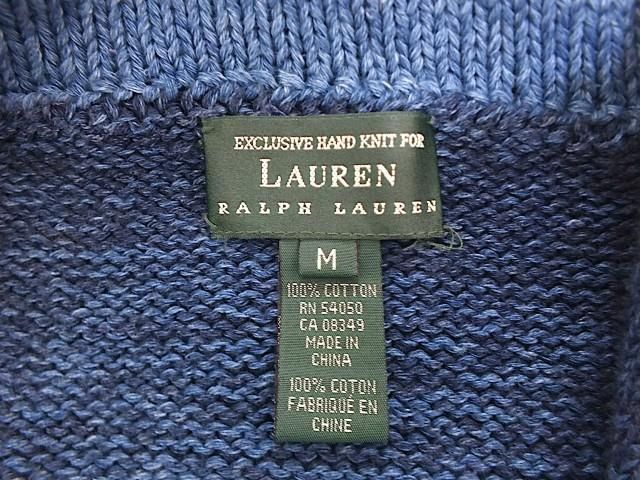 EXCLUSIVE HAND KNIT FOR
LAUREN
RALPH LAUREN
M
100% COTTON
RN 54050
CA 08349
MADE IN
CHINA
100% COTON
FABRIQUÉ EN
CHINE